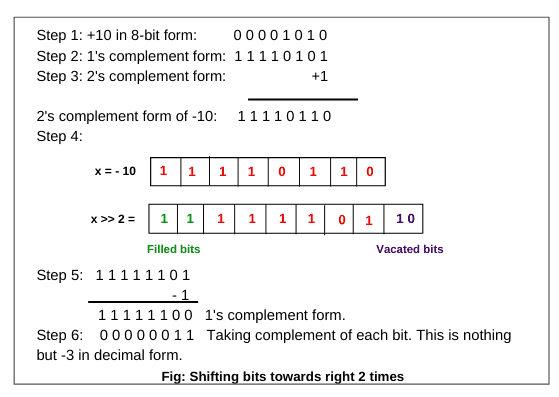 Step 1: +10 in 8-bit form: 0 0 0 0 1 0 1 0
Step 2: 1's complement form: 1 1 1 1 0 1 0 1
Step 3: 2's complement form: +1
2's complement form of -10: 1 1 1 1 0 1 1 0
Step 4:
x = - 10 1 1 1 1 0 1 1 0
x >> 2 = 1 1 1 1 1 1 0 1 1 0
Filled bits Vacated bits
Step 5: 1 1 1 1 1 1 0 1
- 1
1 1 1 1 1 1 0 0 1's complement form.
Step 6: 0 0 0 0 0 0 1 1 Taking complement of each bit. This is nothing
but -3 in decimal form.
Fig: Shifting bits towards right 2 times